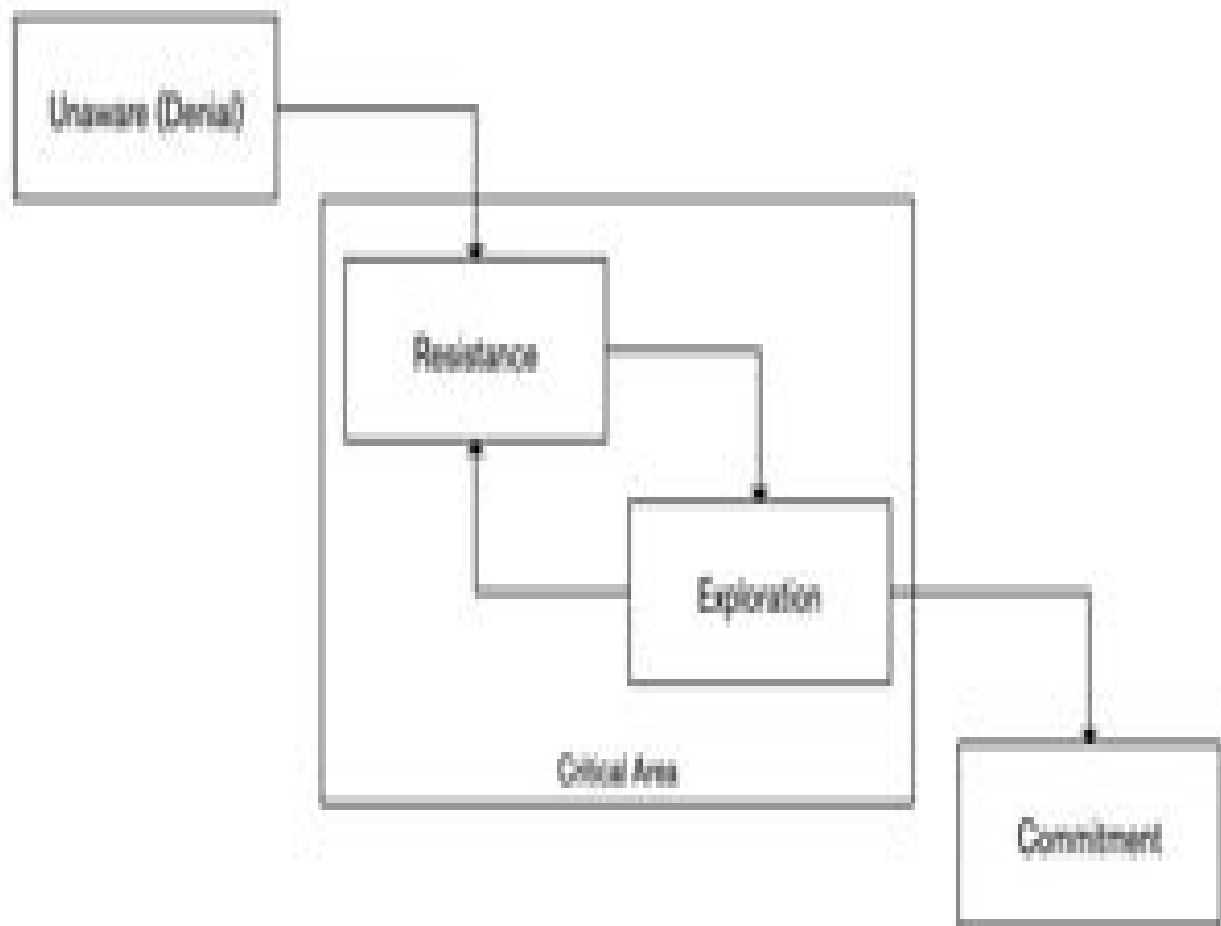 Unaware (Denial)
Resistance
Exploration
Critical Area
Commitment